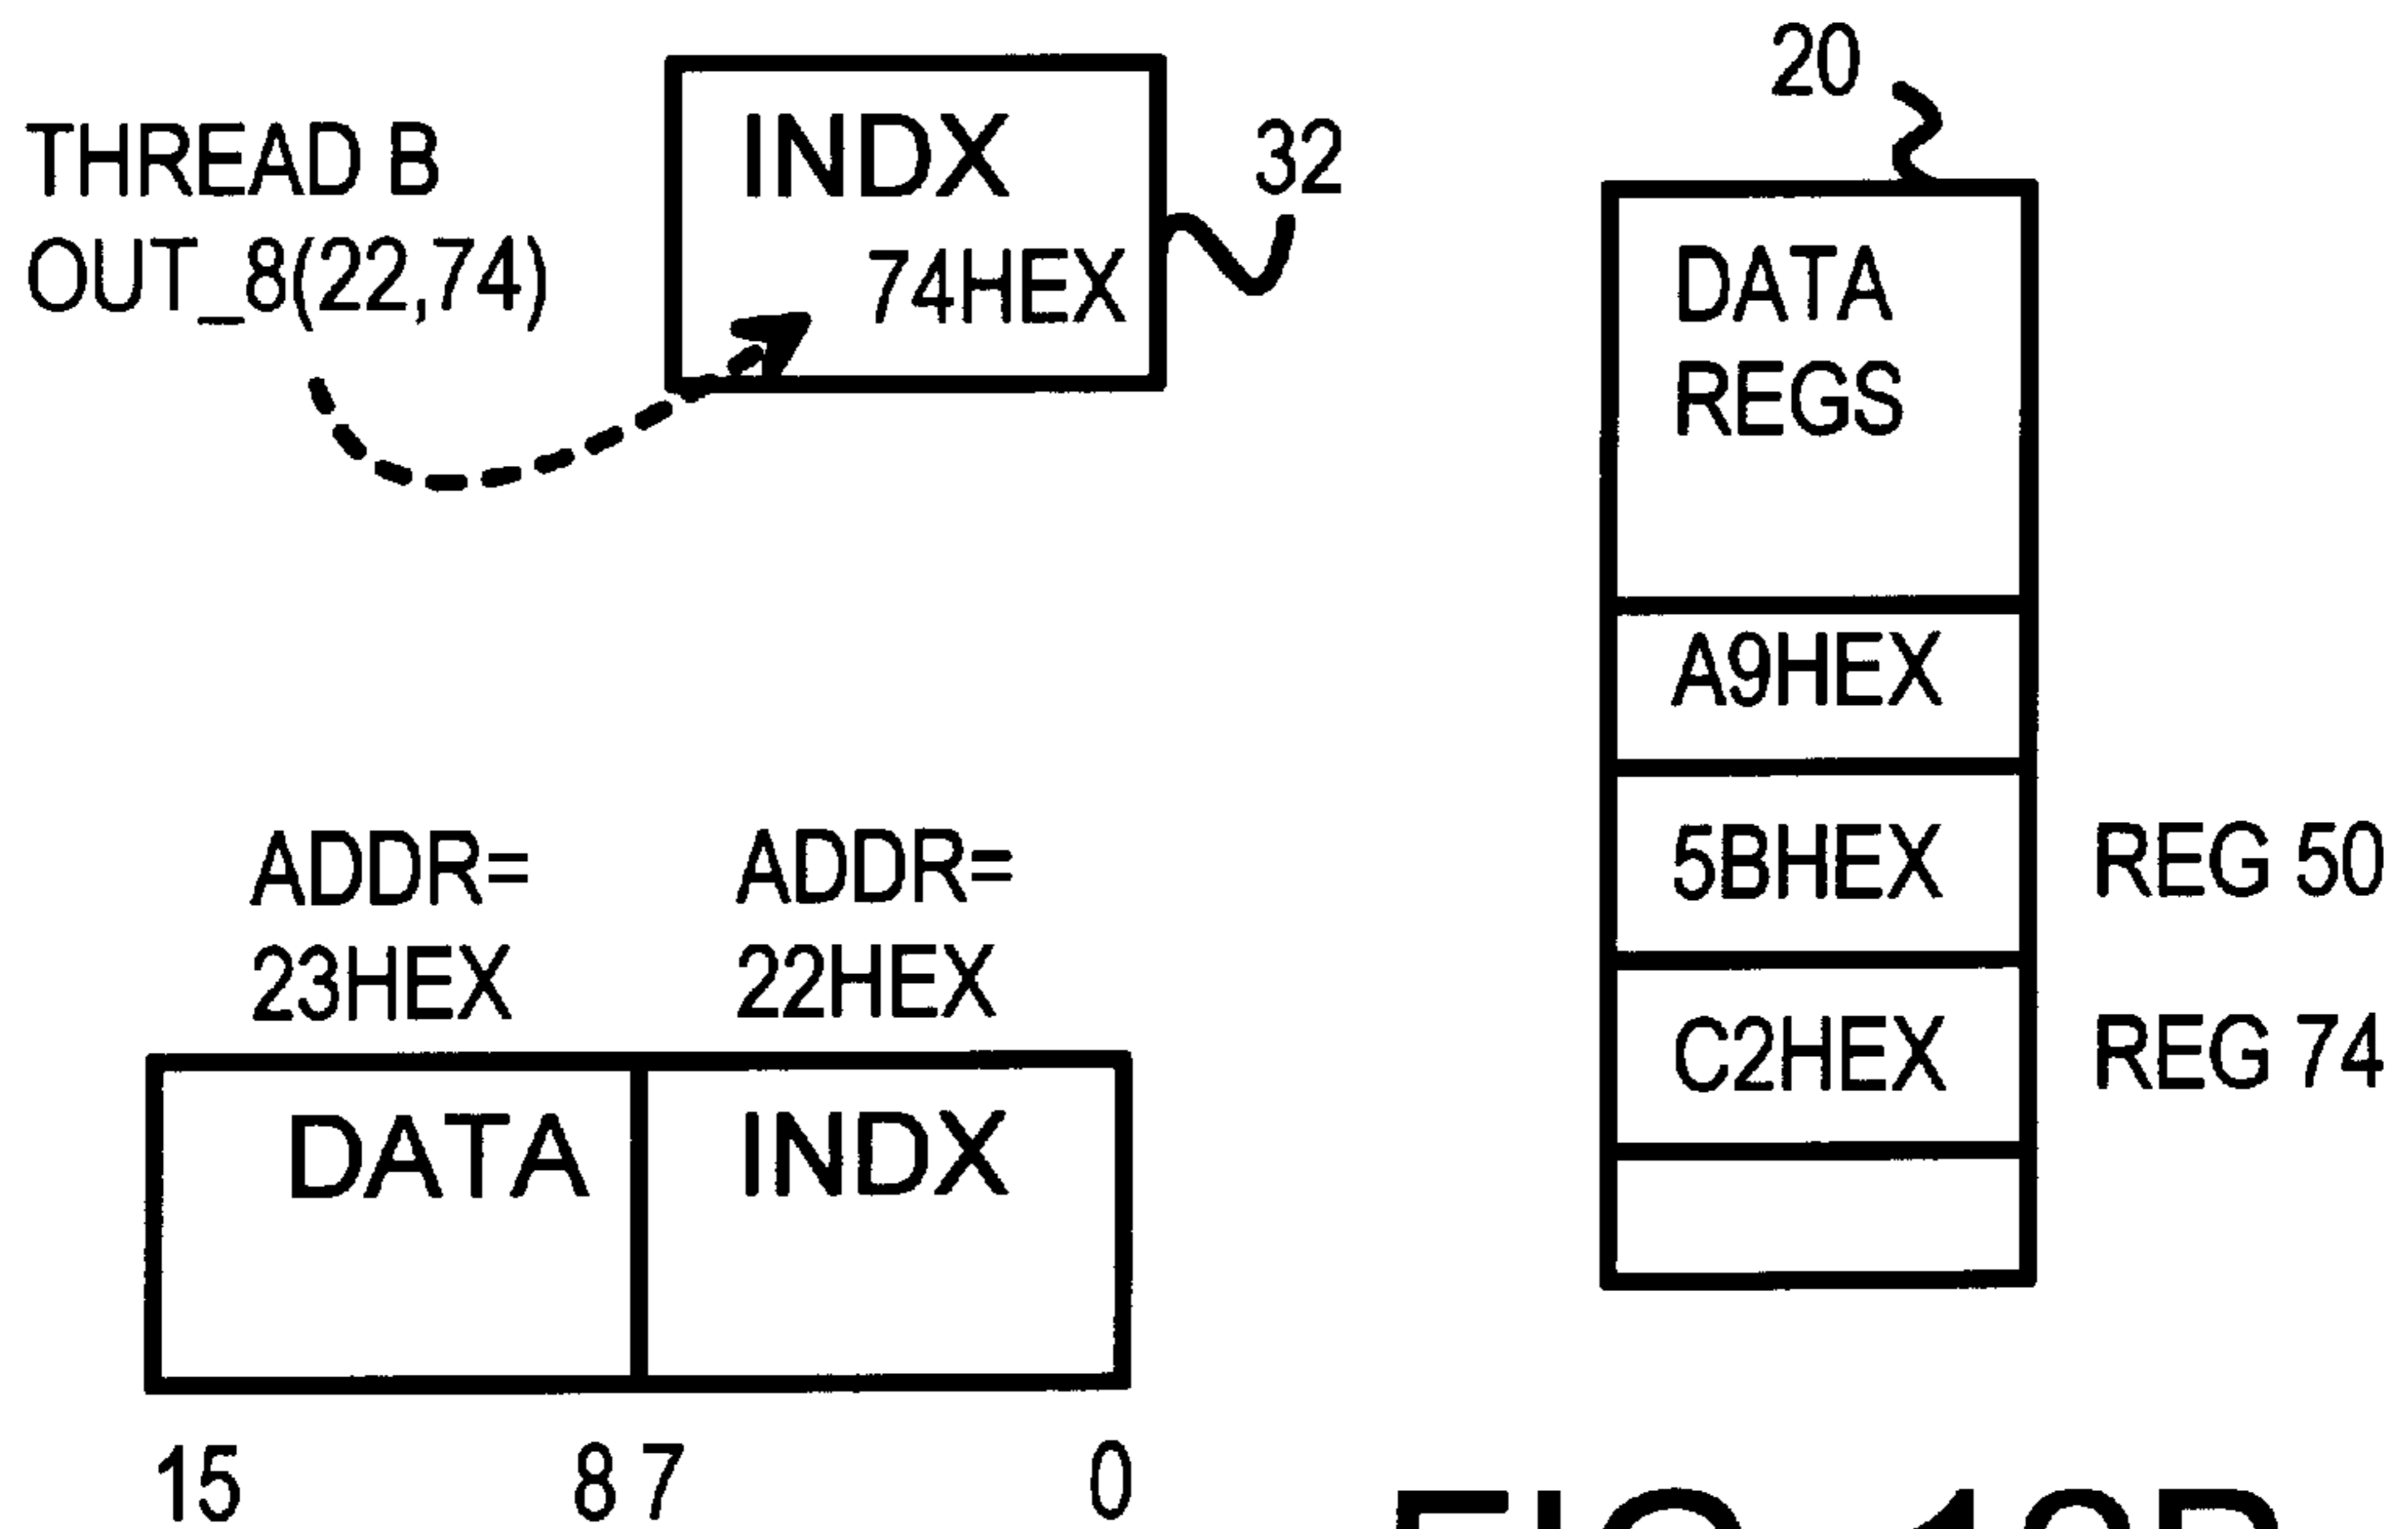 THREAD B
OUT_8(22,74)
INDX
74HEX
32
20
DATA
REGS
A9HEX
5BHEX REG 50
C2HEX REG 74
ADDR= ADDR=
23HEX 22HEX
DATA INDX
15 8 7 0